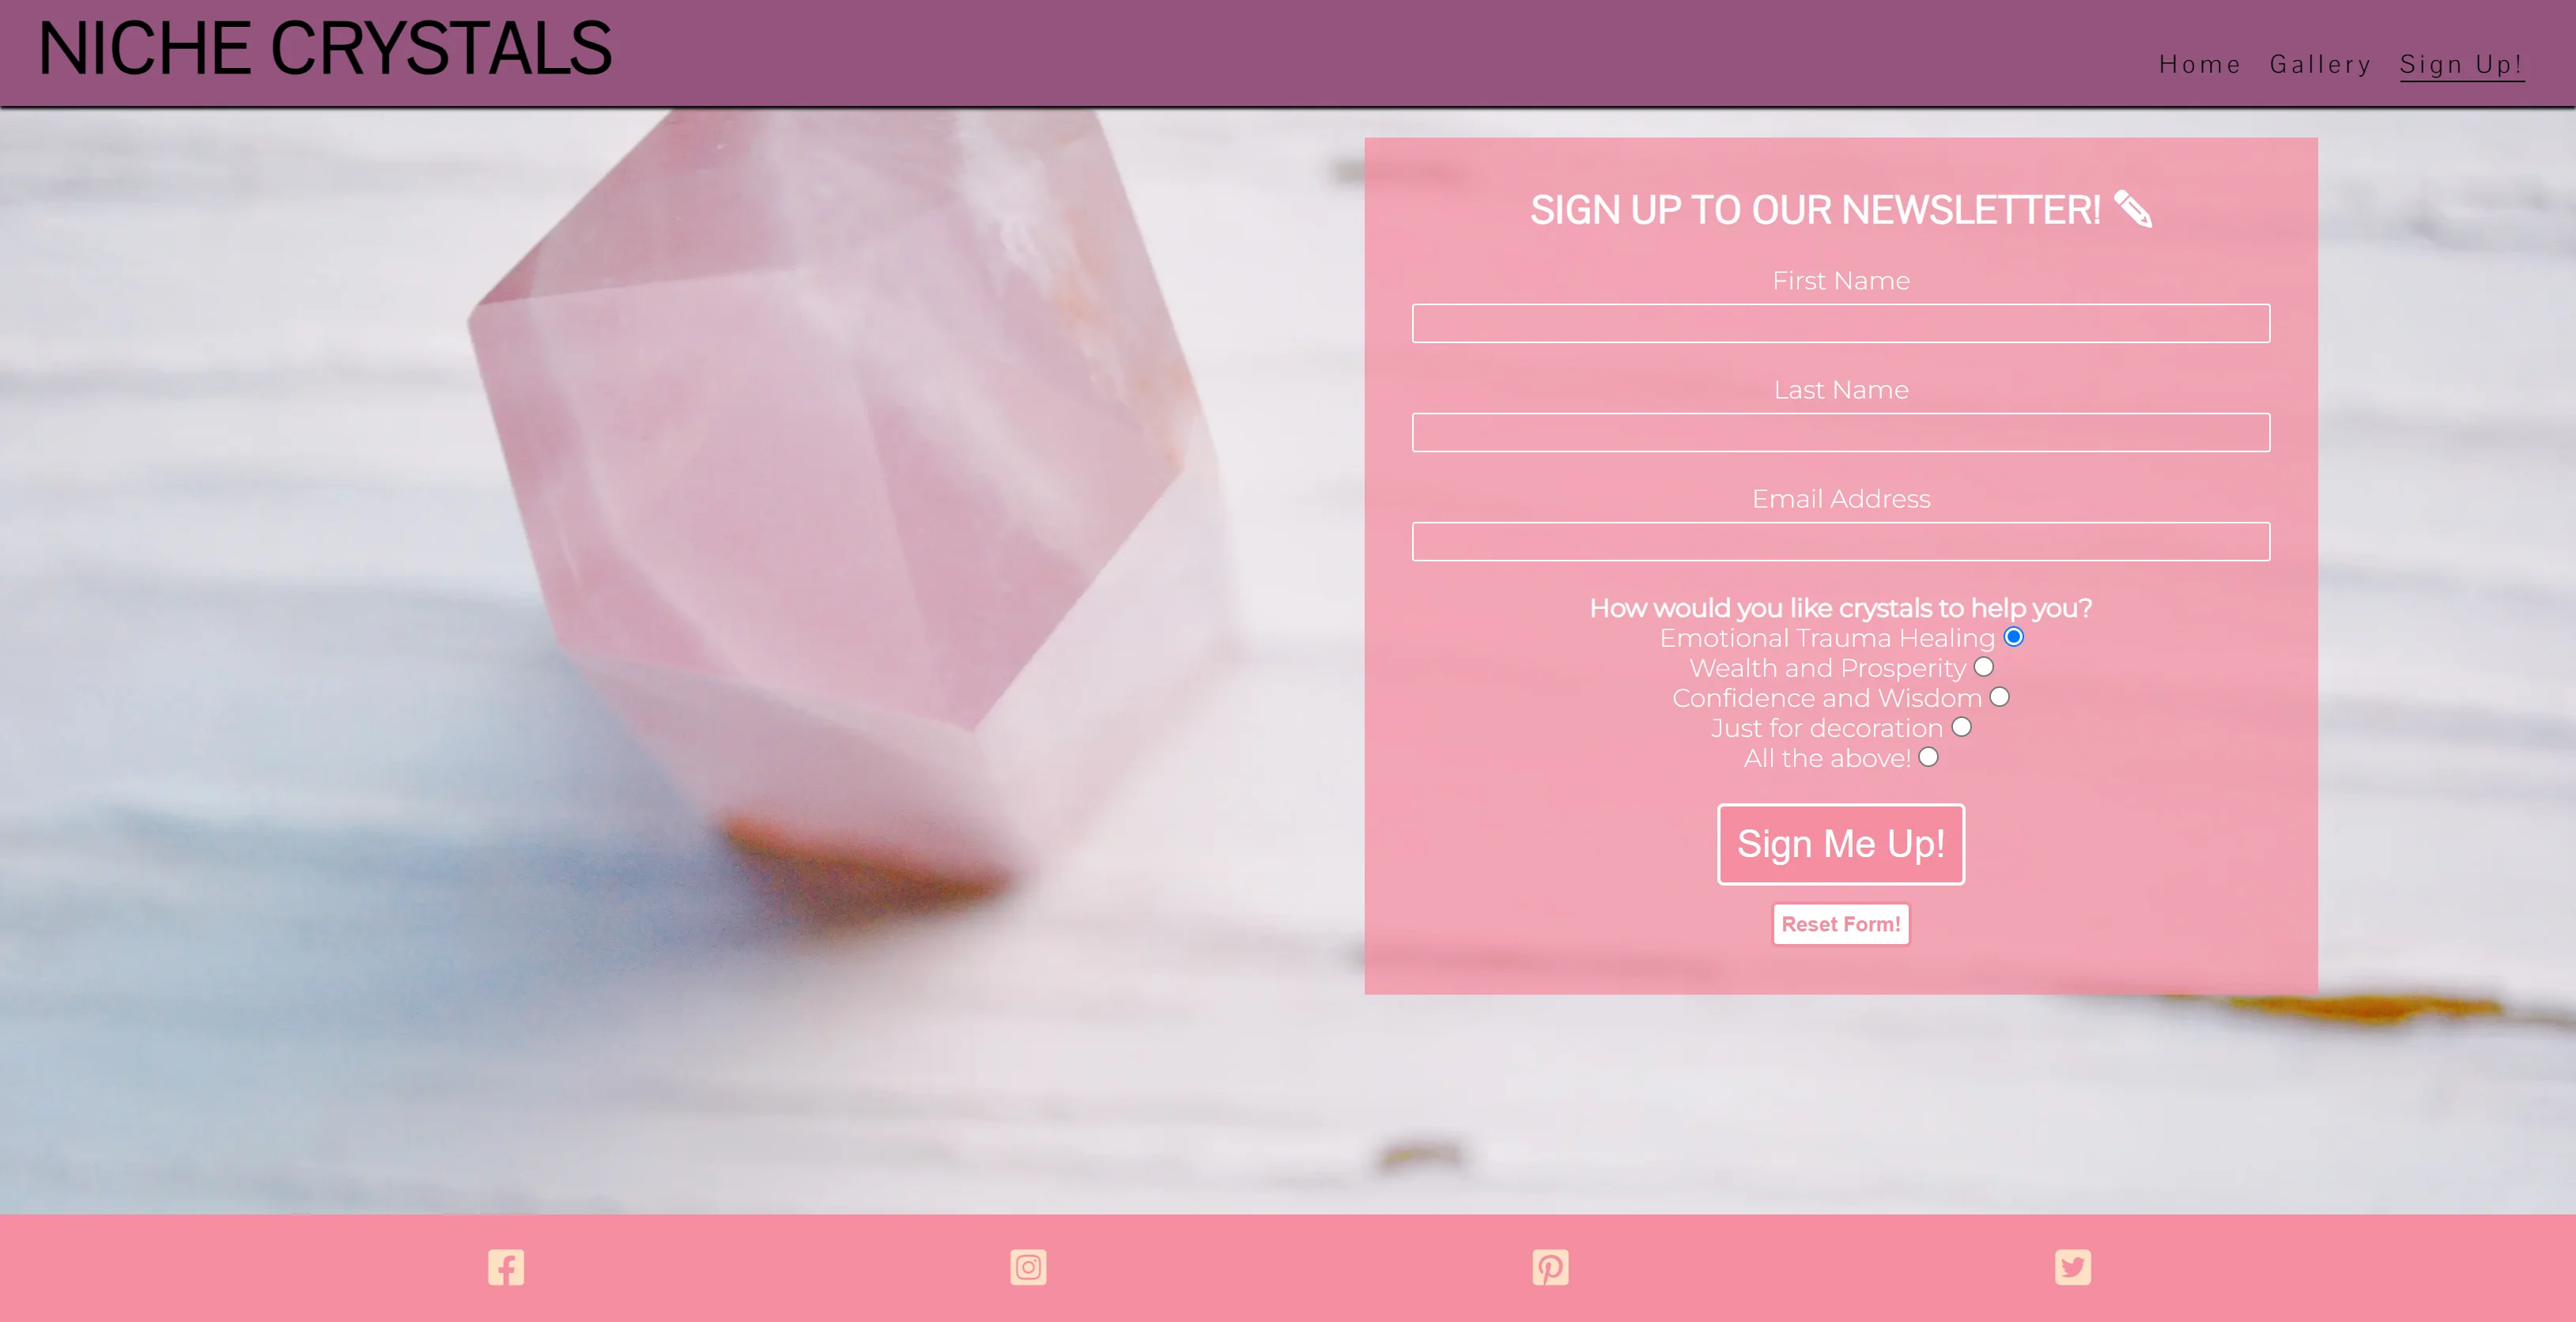 NICHE CRYSTALS
Home Gallery Sign Up!
SIGN UP TO OUR NEWSLETTER!
First Name
Last Name
Email Address
How would you like crystals to help you?
Emotional Trauma Healing
Wealth and Prosperity
Confidence and Wisdom
Just for decoration
All the above!
Sign Me Up!
Reset Form!